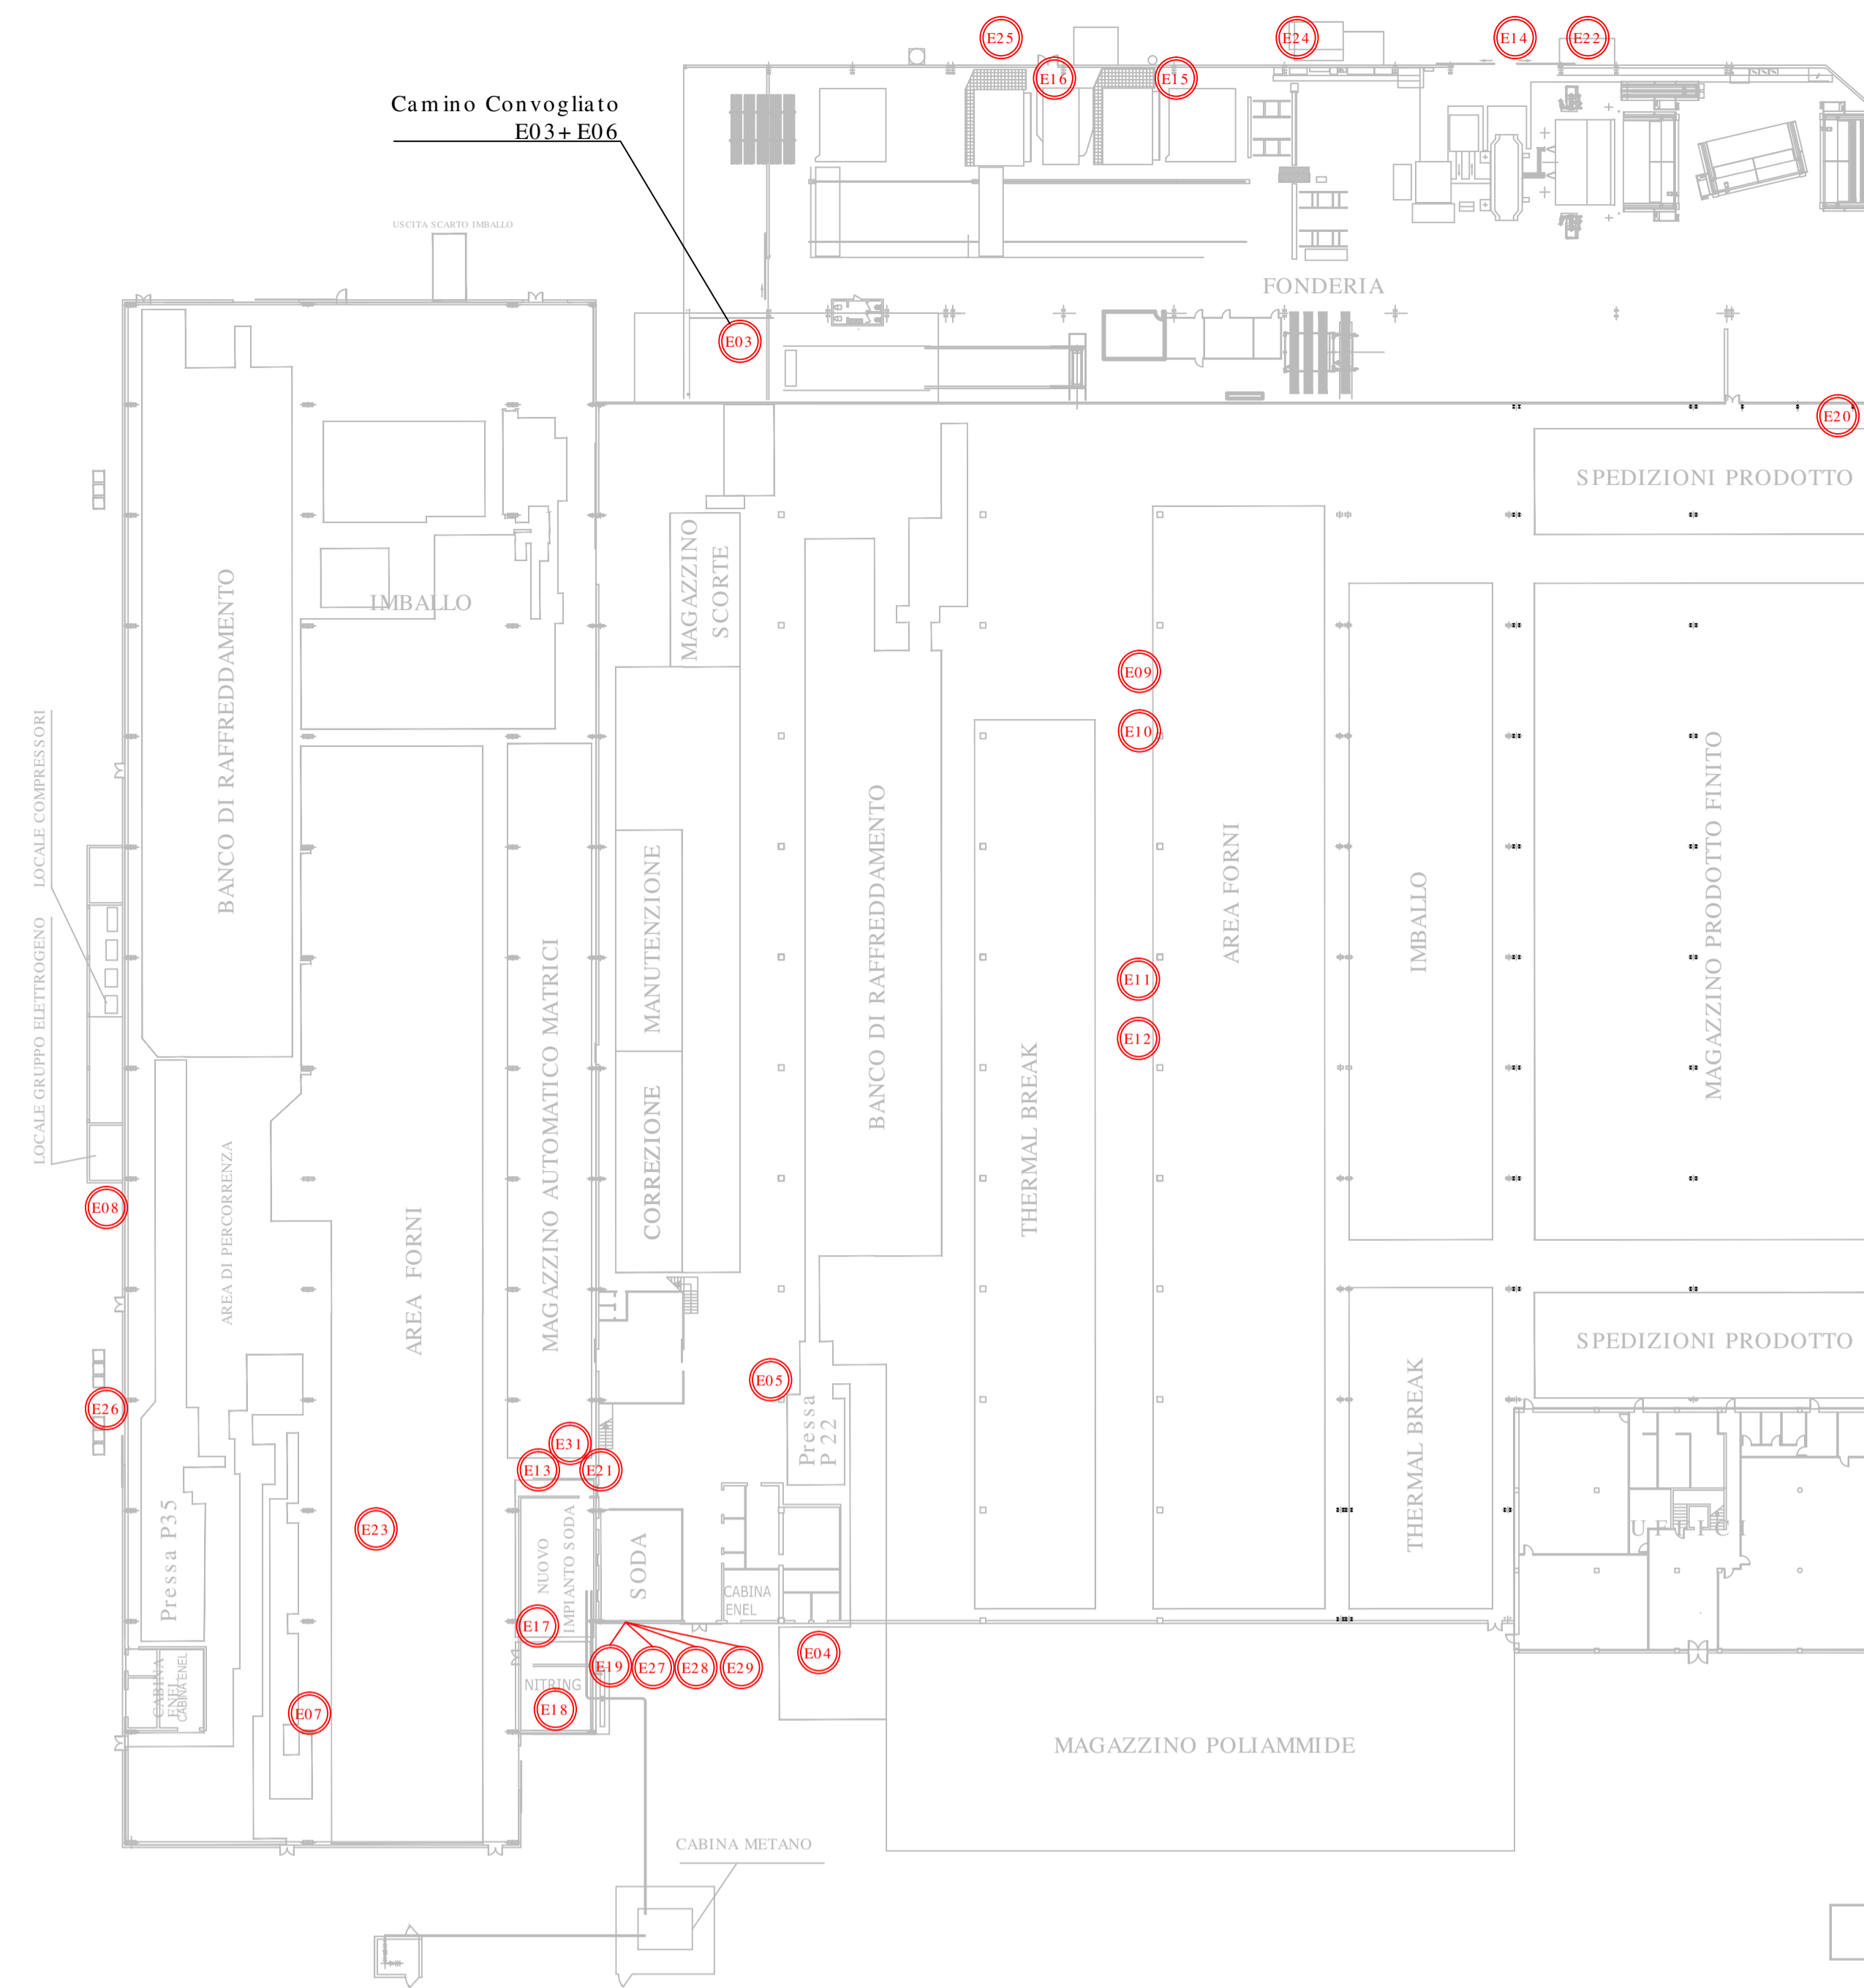 E25
E24
E14
E22
E16
E15
Camino Convogliato
E03+E06
USCITA SCARTO IMBALLO
FONDERIA
E03
E20
SPEDIZIONI PRODOTTO
MAGAZZINO
SCORTE
BANCO DI RAFFREDDAMENTO
IMBALLO
E09
E10
LOCALE COMPRESSORI
LOCALE GRUPPO ELETTROGENO
MANUTENZIONE
BANCO DI RAFFREDDAMENTO
AREA FORNI
IMBALLO
MAGAZZINO PRODOTTO FINITO
E11
E12
MAGAZZINO AUTOMATICO MATRICI
CORREZIONE
THERMAL BREAK
E08
AREA DI PERCORRENZA
AREA FORNI
SPEDIZIONI PRODOTTO
E05
E26
Pressa
P 22
THERMAL BREAK
E31
E13
E21
E23
Pressa P35
NUOVO
IMPIANTO SODA
SODA
UFFICI
CABINA
ENEL
E17
E04
E19
E27
E28
E29
CABINA
ENEL
CABINA ENEL
NITRING
E18
E07
MAGAZZINO POLIAMMIDE
CABINA METANO